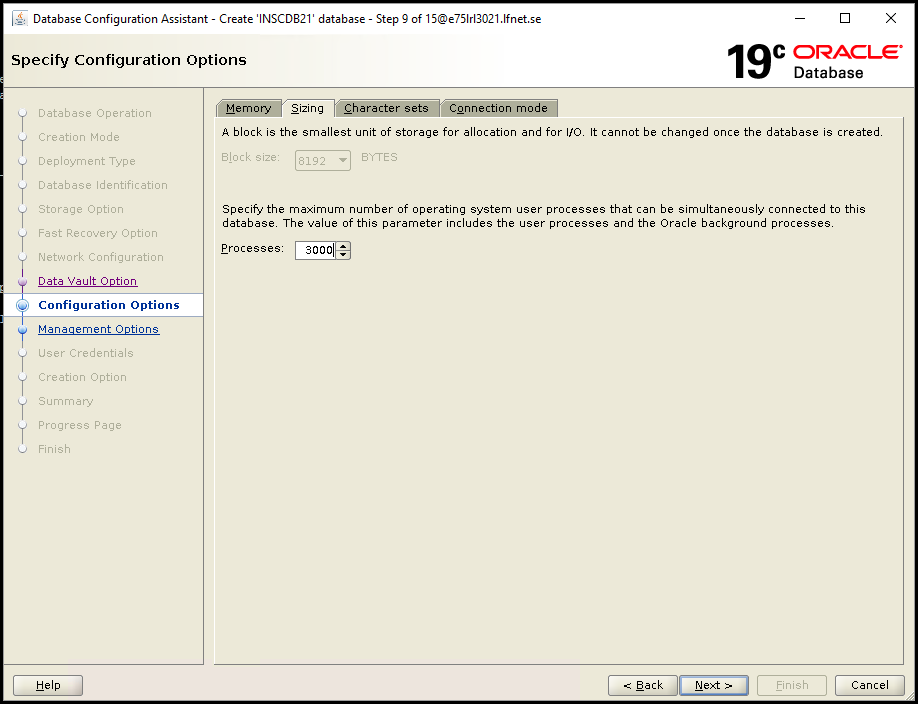 Database Configuration Assistant - Create 'INSCDB21' database - Step 9 of 15@e75lrl3021.lfnet.se
Specify Configuration Options
19c ORACLE
Database
Database Operation
Creation Mode
Deployment Type
Database Identification
Storage Option
Fast Recovery Option
Network Configuration
Data Vault Option
Configuration Options
Management Options
User Credentials
Creation Option
Summary
Progress Page
Finish
Memory Sizing Character sets Connection mode
A block is the smallest unit of storage for allocation and for I/O. It cannot be changed once the database is created.
Block size: 8192 BYTES
Specify the maximum number of operating system user processes that can be simultaneously connected to this
database. The value of this parameter includes the user processes and the Oracle background processes.
Processes: 3000
Help < Back Next > Finish Cancel